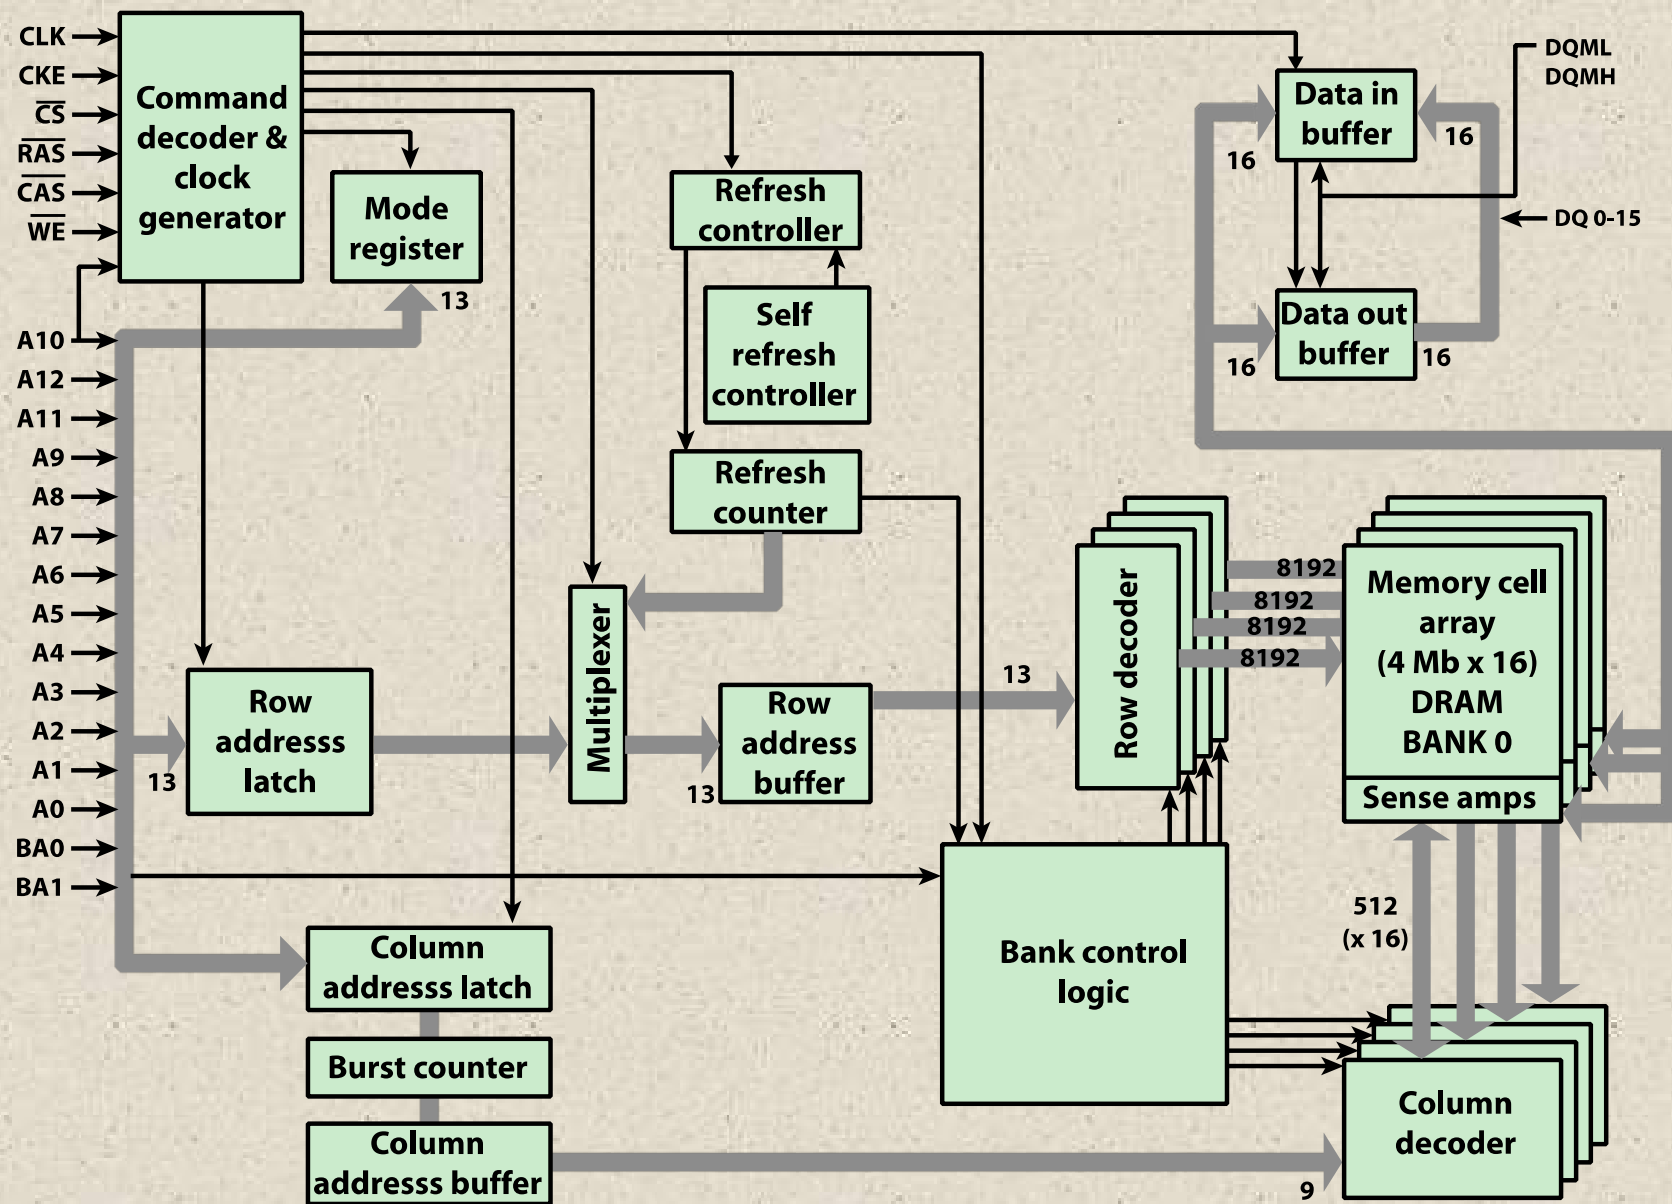 CLK
CKE
CS
RAS
CAS
WE
A10
A12
A11
A9
A8
A7
A6
A5
A4
A3
A2
A1
A0
BA0
BA1
Command
decoder &
clock
generator
Mode
register
13
Refresh
controller
Self
refresh
controller
Refresh
counter
Data in
buffer
16
16
DQML
DQMH
DQ 0-15
Data out
buffer
16
16
Row
addresss
latch
13
Multiplexer
Row
address
buffer
13
13
Row decoder
8192
8192
8192
8192
Memory cell
array
(4 Mb x 16)
DRAM
BANK 0
Sense amps
512
(x 16)
Bank control
logic
Column
addresss latch
Burst counter
Column
addresss buffer
9
Column
decoder